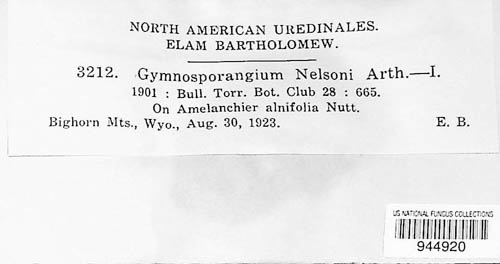 NORTH AMERICAN UREDINALES.
ELAM BARTHOLOMEW.
3212. Gymnosporangium Nelsoni Arth.—I.
1901 : Bull. Torr. Bot. Club 28 : 665.
On Amelanchier alnifolia Nutt.
Bighorn Mts., Wyo., Aug. 30, 1923. E. B.
US NATIONAL FUNGUS COLLECTIONS
944920